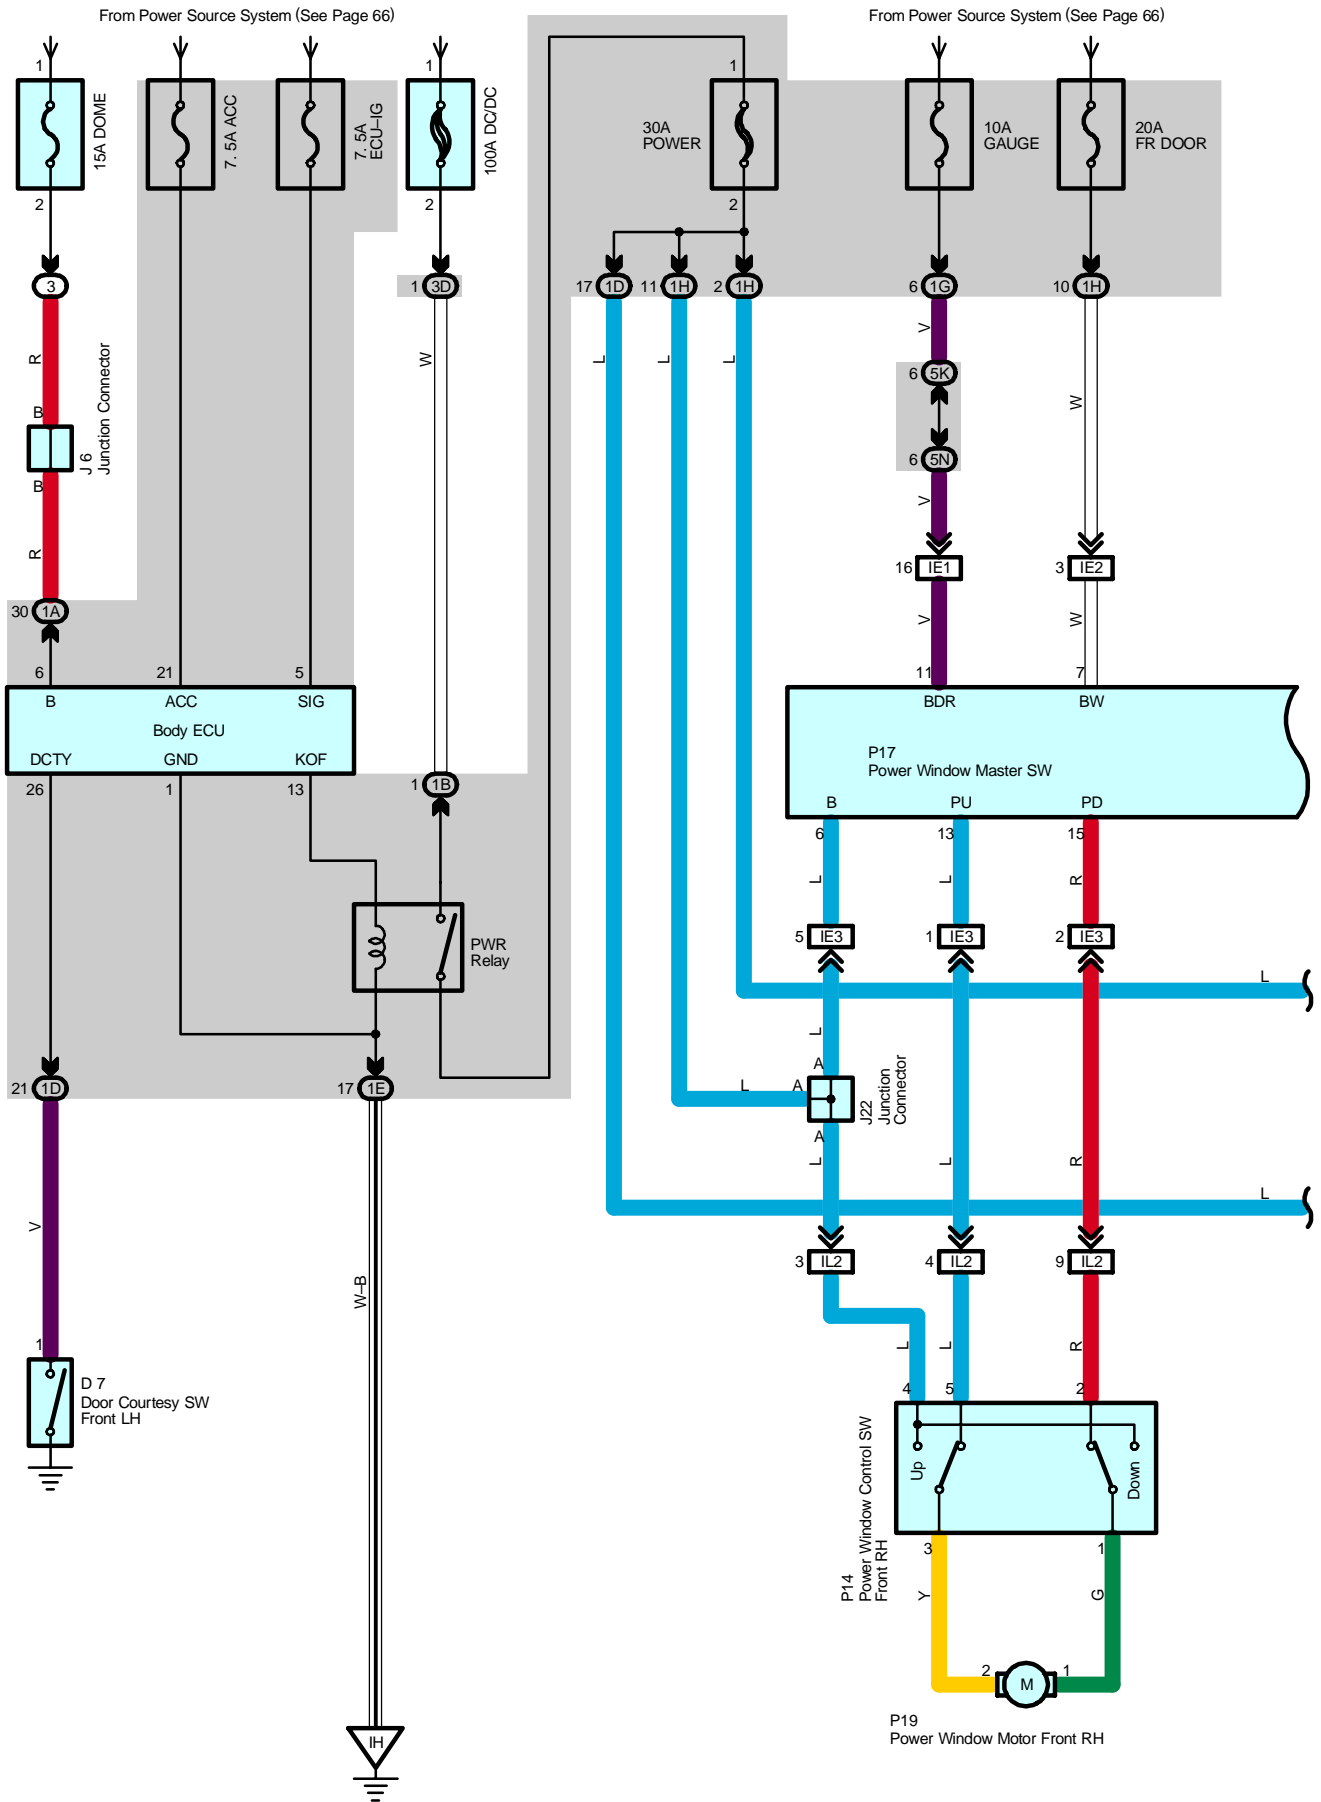 From Power Source System (See Page 66)
From Power Source System (See Page 66)
1
1
1
15A DOME
7. 5A ACC
7. 5A
ECU–IG
100A DC/DC
30A
POWER
10A
GAUGE
20A
FR DOOR
2
2
2
3
1 3D
17 1D
11 1H
2 1H
6 1G
10 1H
R
W
L
L
L
V
W
B
J 6
Junction Connector
B
R
6 5K
6 5N
V
16 IE1
3 IE2
V
W
30 1A
6
21
5
11
7
B
ACC
SIG
Body ECU
DCTY
GND
KOF
26
1
13
BDR
BW
P17
Power Window Master SW
B
PU
PD
6
13
15
1 1B
L
L
R
PWR
Relay
5 IE3
1 IE3
2 IE3
L
L
A
L
A
J22
Junction
Connector
A
L
L
R
L
21 1D
17 1E
V
W–B
3 IL2
4 IL2
9 IL2
L
L
R
4
5
2
1
D 7
Door Courtesy SW
Front LH
P14
Power Window Control SW
Front RH
Up
Down
3
1
Y
G
2
M
1
P19
Power Window Motor Front RH
IH